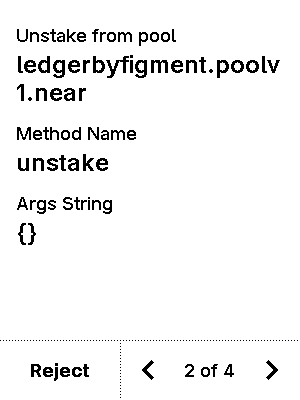 Unstake from pool
ledgerbyfigment.poolv
1.near
Method Name
unstake
Args String
{}
Reject
2 of 4